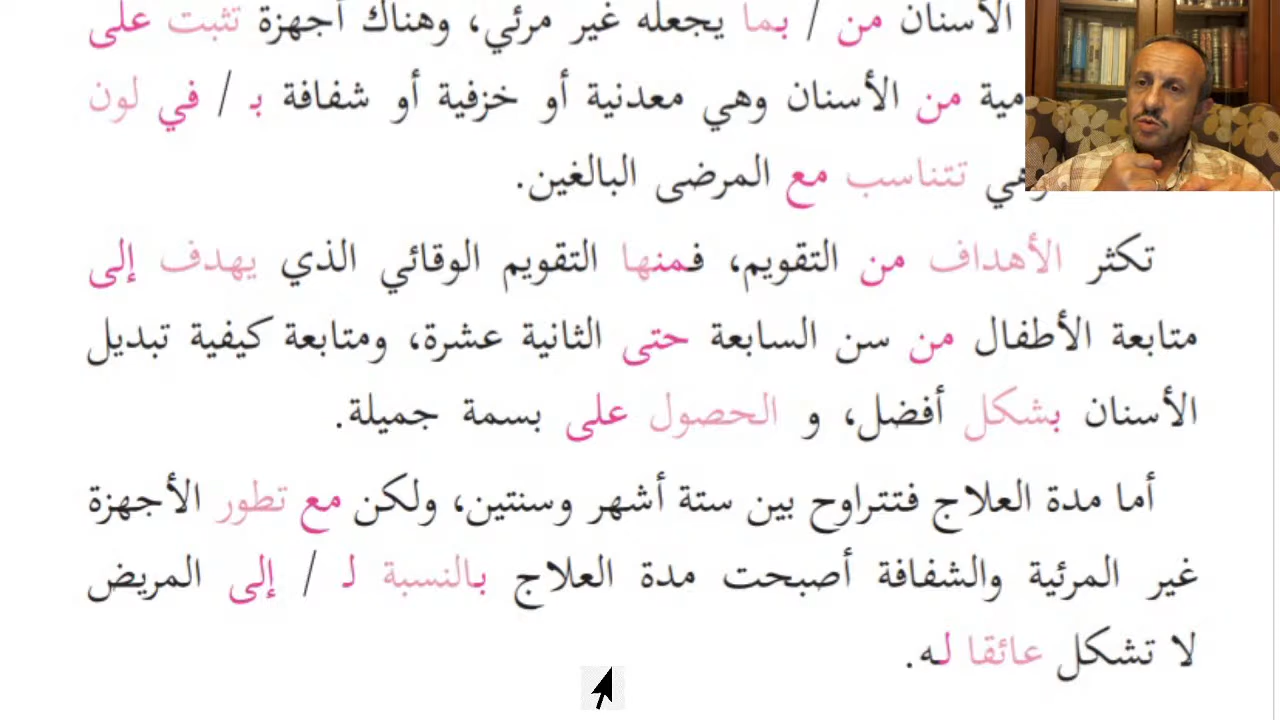 الأسنان من / بما يجعله غير مرئي، وهناك أجهزة تثبت على
من الأسنان وهي معدنية أو خزفية أو شفافة بـ / في لون
وهي تتناسب مع المرضى البالغين.
تكثر الأهداف من التقويم، فمنها التقويم الوقائي الذي يهدف إلى
متابعة الأطفال من سن السابعة حتى الثانية عشرة، ومتابعة كيفية تبديل
الأسنان بشكل أفضل، و الحصول على بسمة جميلة.
أما مدة العلاج فتتراوح بين ستة أشهر وسنتين، ولكن مع تطور الأجهزة
غير المرئية والشفافة أصبحت مدة العلاج بالنسبة لـ / إلى المريض
لا تشكل عائقا له.